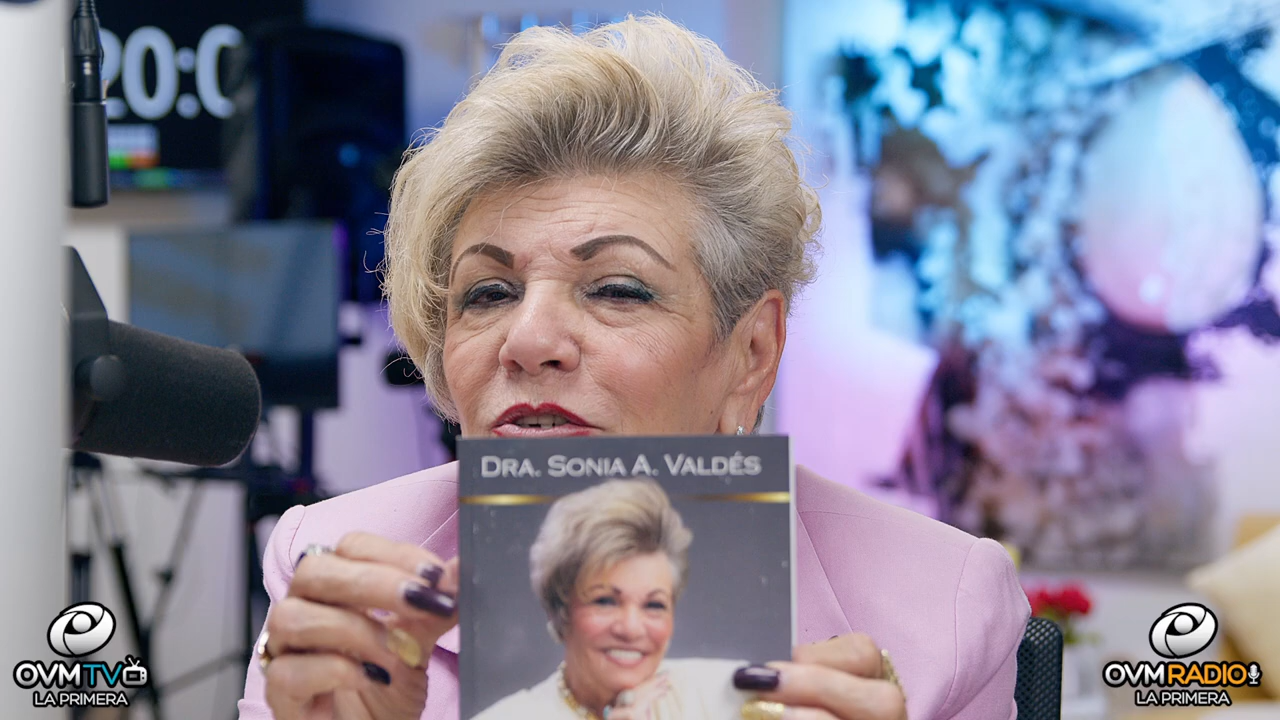 20:0
DRA. SONIA A. VALDÉS
OVMTV
LA PRIMERA
OVMRADIO
LA PRIMERA